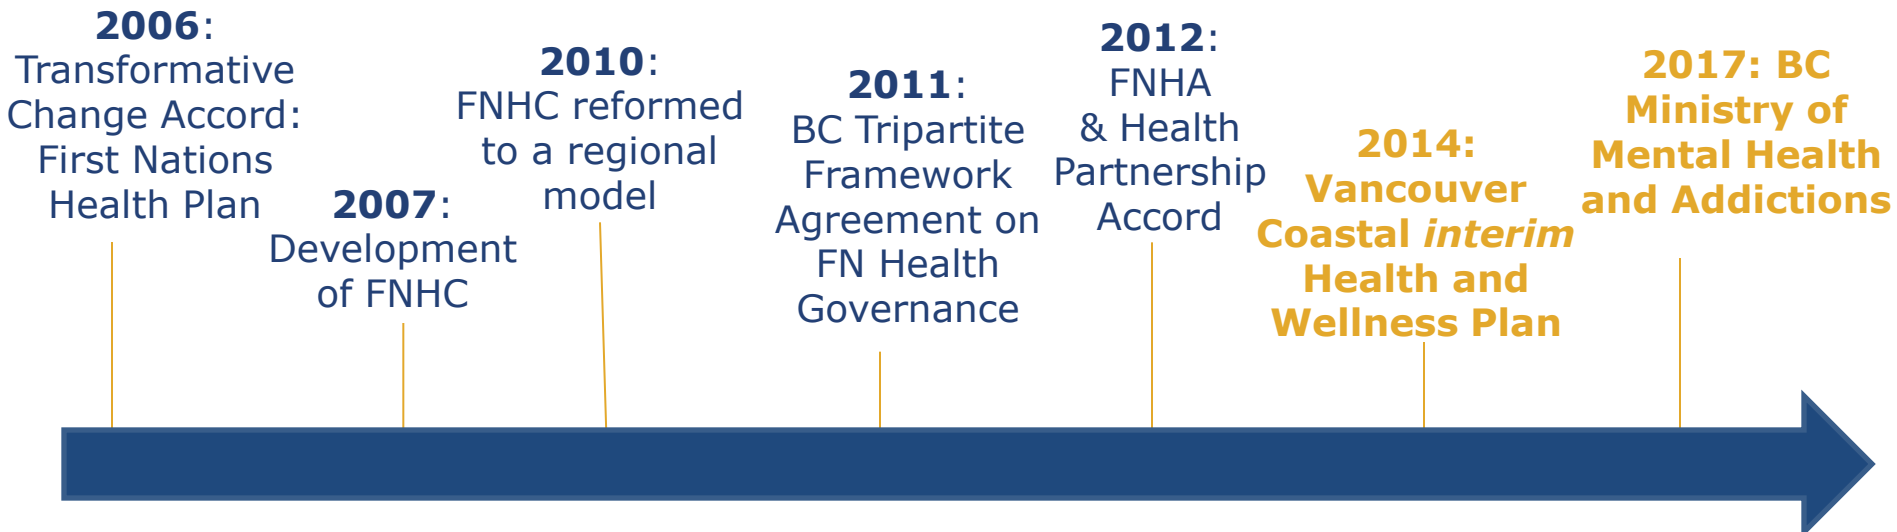 2006:
Transformative
Change Accord:
First Nations
Health Plan
2007:
Development
of FNHC
2010:
FNHC reformed
to a regional
model
2011:
BC Tripartite
Framework
Agreement on
FN Health
Governance
2012:
FNHA
& Health
Partnership
Accord
2014:
Vancouver
Coastal interim
Health and
Wellness Plan
2017: BC
Ministry of
Mental Health
and Addictions